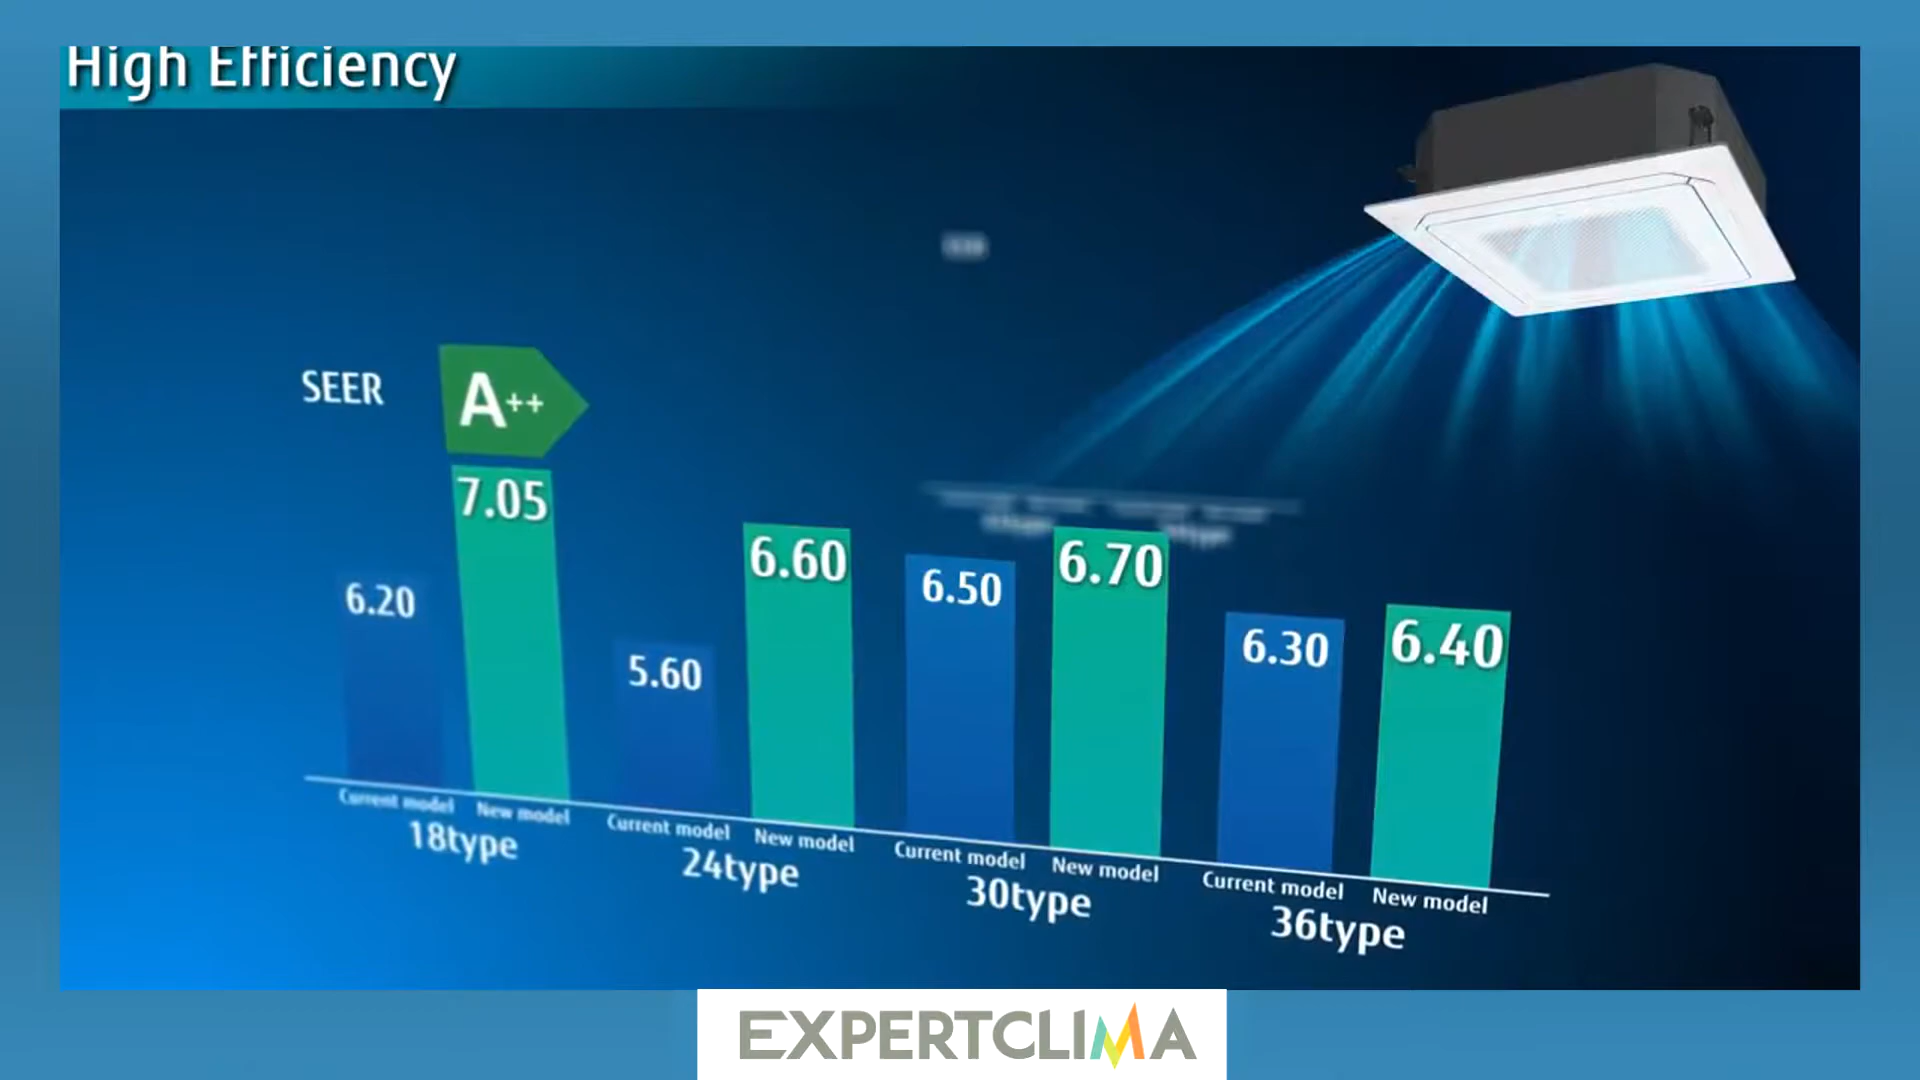 High Efficiency
SEER
A++
7.05
6.20
6.60
5.60
6.50
6.70
6.30
6.40
Current model New model
18type
Current model New model
24type
Current model New model
30type
Current model New model
36type
EXPERTCLIMA